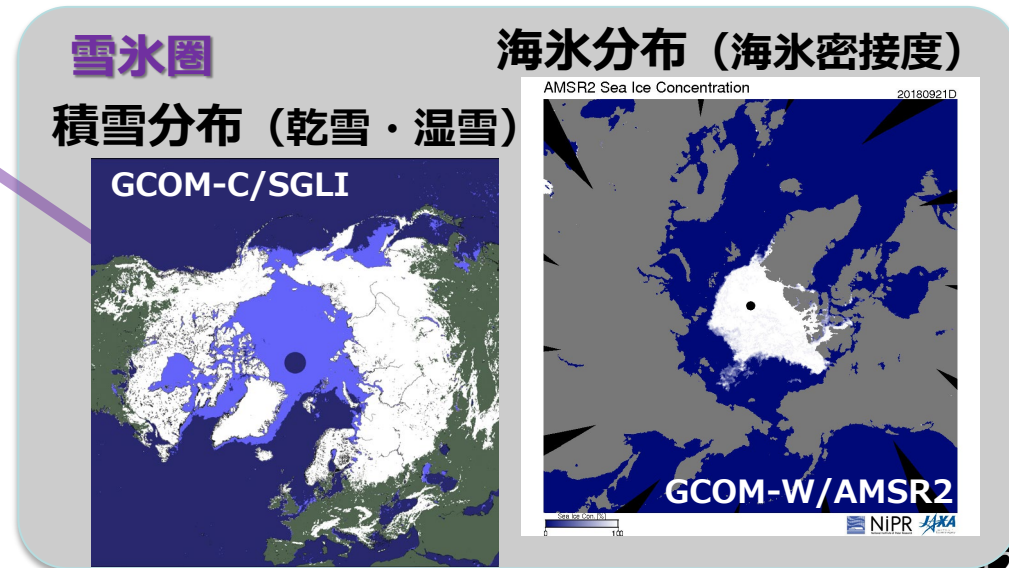 雪氷圏
海氷分布（海氷密接度）
積雪分布（乾雪・湿雪）
GCOM-C/SGLI
AMSR2 Sea Ice Concentration
20180921D
GCOM-W/AMSR2
Sea Ice Con.[%]
0 100
NiPR
JAXA